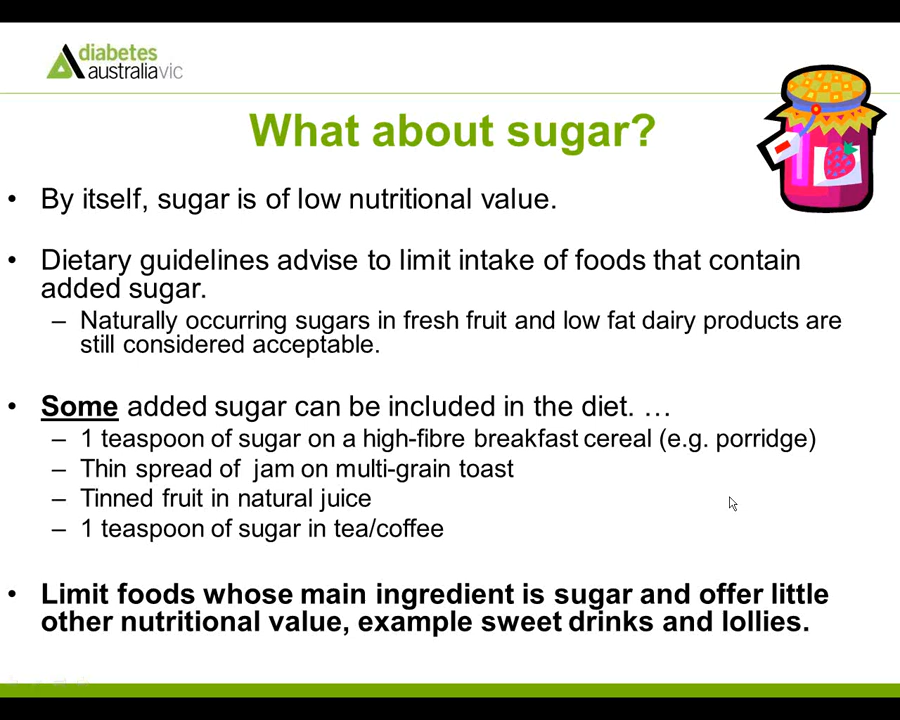 diabetes
australiavic
What about sugar?
• By itself, sugar is of low nutritional value.
• Dietary guidelines advise to limit intake of foods that contain
added sugar.
– Naturally occurring sugars in fresh fruit and low fat dairy products are
still considered acceptable.
• Some added sugar can be included in the diet. …
– 1 teaspoon of sugar on a high-fibre breakfast cereal (e.g. porridge)
– Thin spread of jam on multi-grain toast
– Tinned fruit in natural juice
– 1 teaspoon of sugar in tea/coffee
• Limit foods whose main ingredient is sugar and offer little
other nutritional value, example sweet drinks and lollies.